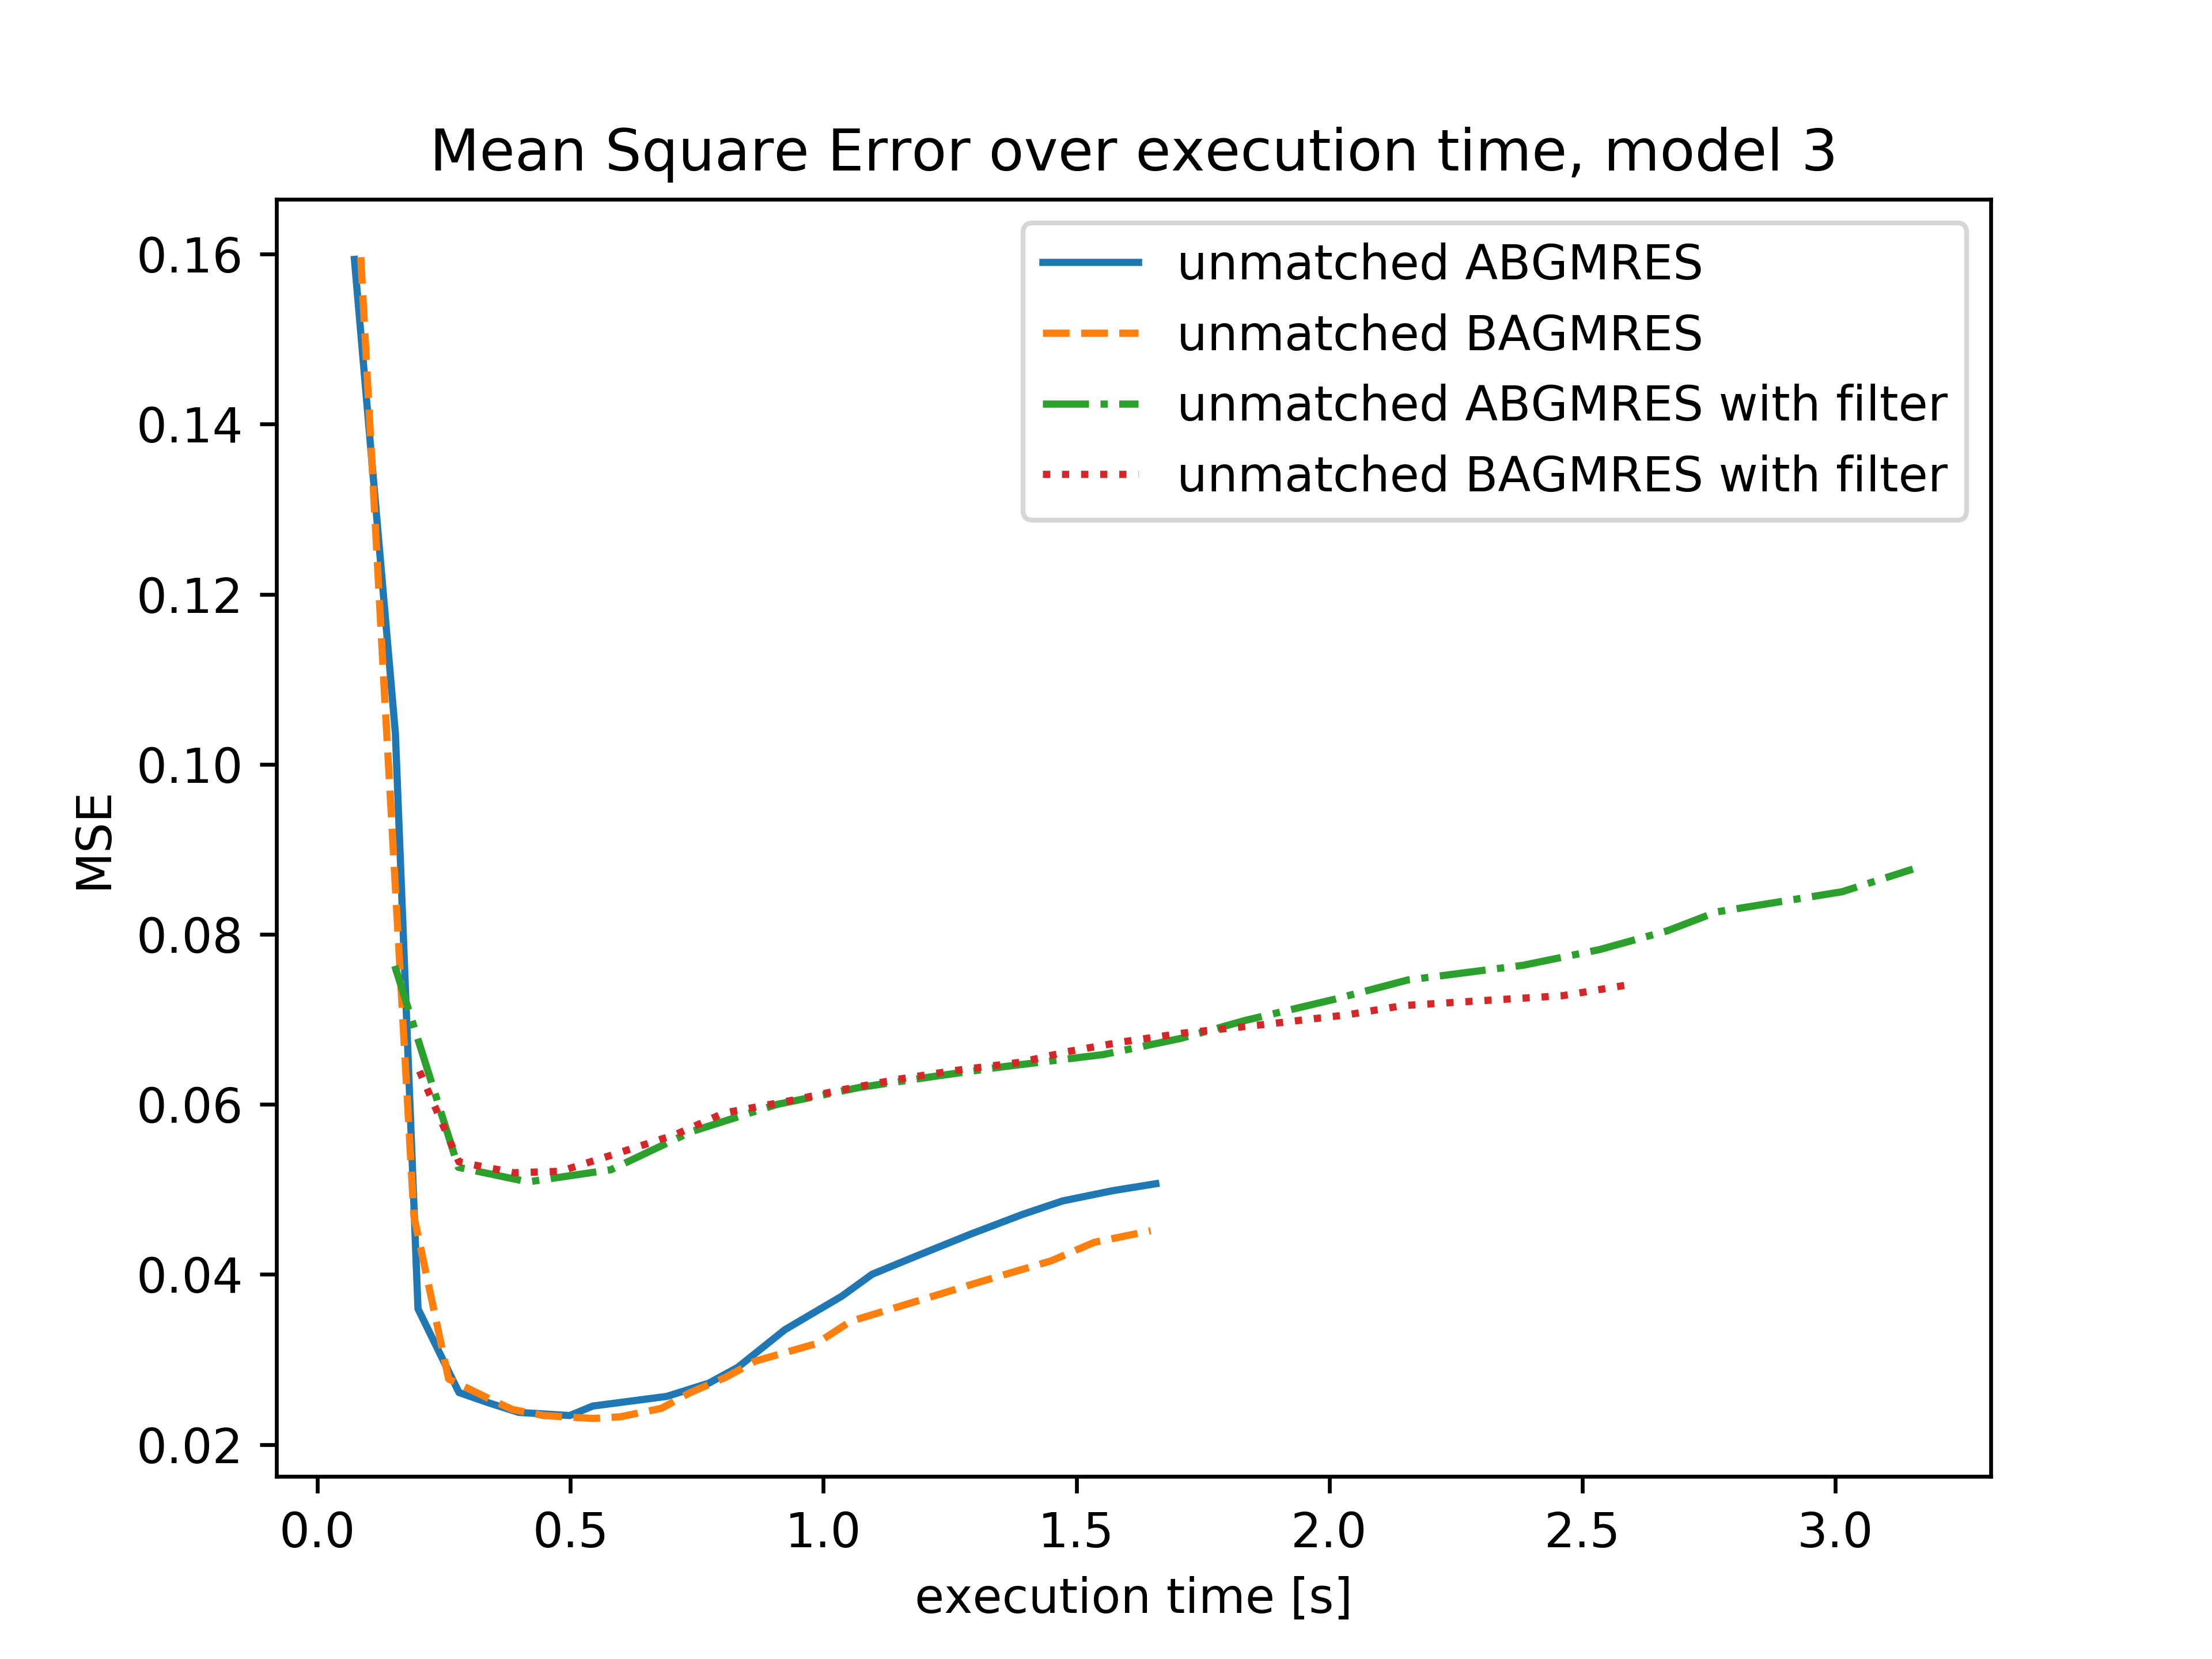 Mean Square Error over execution time, model 3
unmatched ABGMRES
unmatched BAGMRES
unmatched ABGMRES with filter
unmatched BAGMRES with filter
MSE
0.16
0.14
0.12
0.10
0.08
0.06
0.04
0.02
0.0 0.5 1.0 1.5 2.0 2.5 3.0
execution time [s]